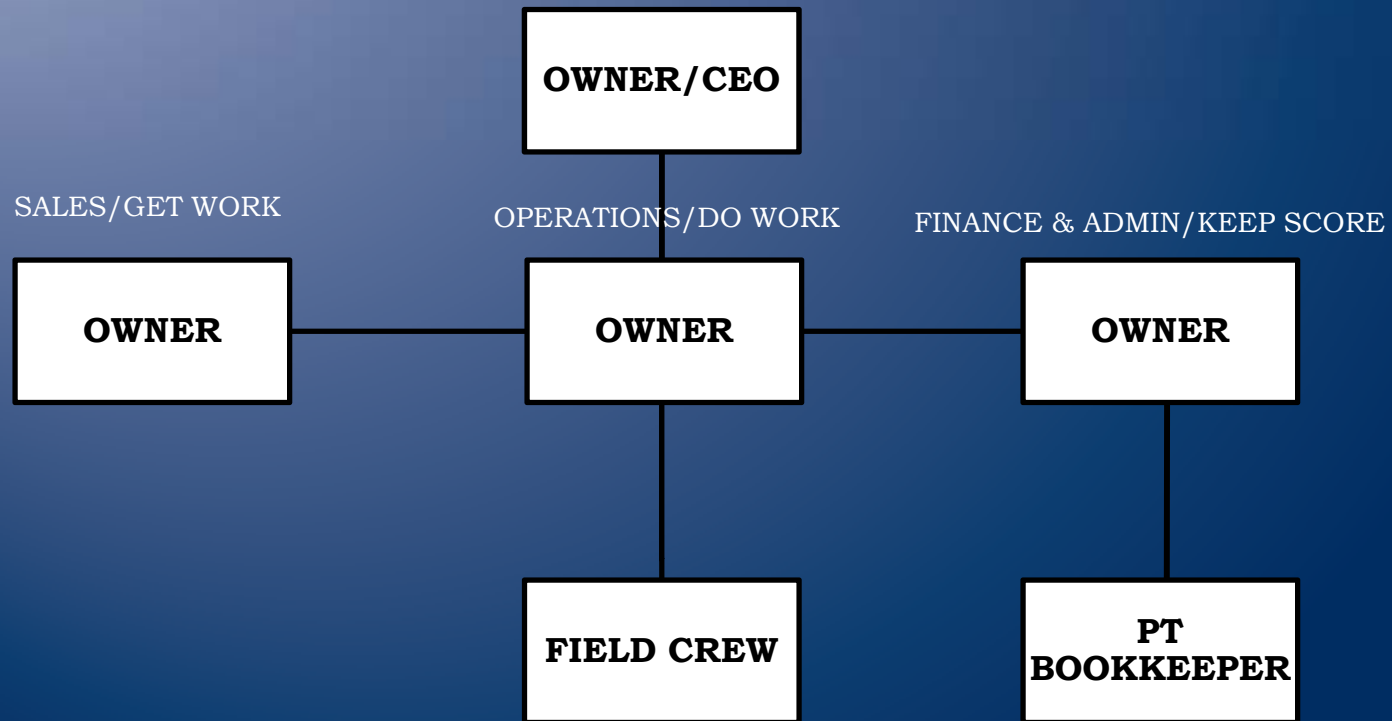 OWNER/CEO
SALES/GET WORK
OPERATIONS/DO WORK
FINANCE & ADMIN/KEEP SCORE
OWNER
OWNER
OWNER
FIELD CREW
PT
BOOKKEEPER